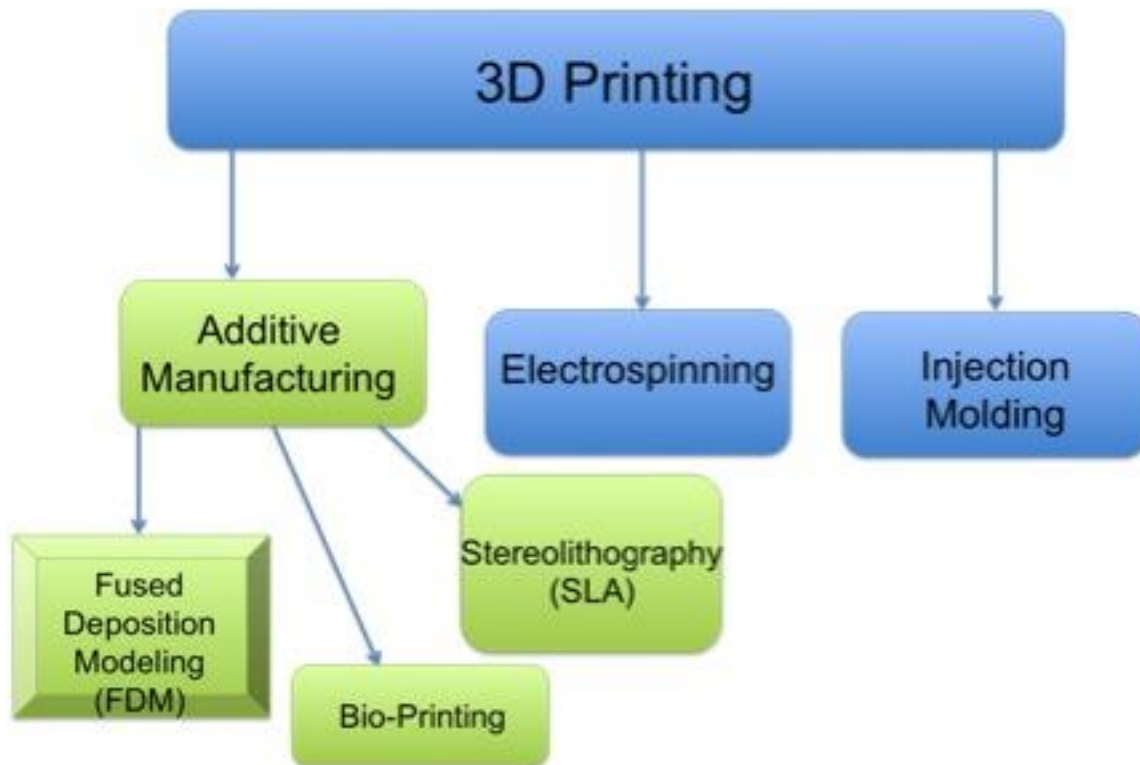 3D Printing
Additive
Manufacturing
Electrospinning
Injection
Molding
Stereolithography
(SLA)
Fused
Deposition
Modeling
(FDM)
Bio-Printing